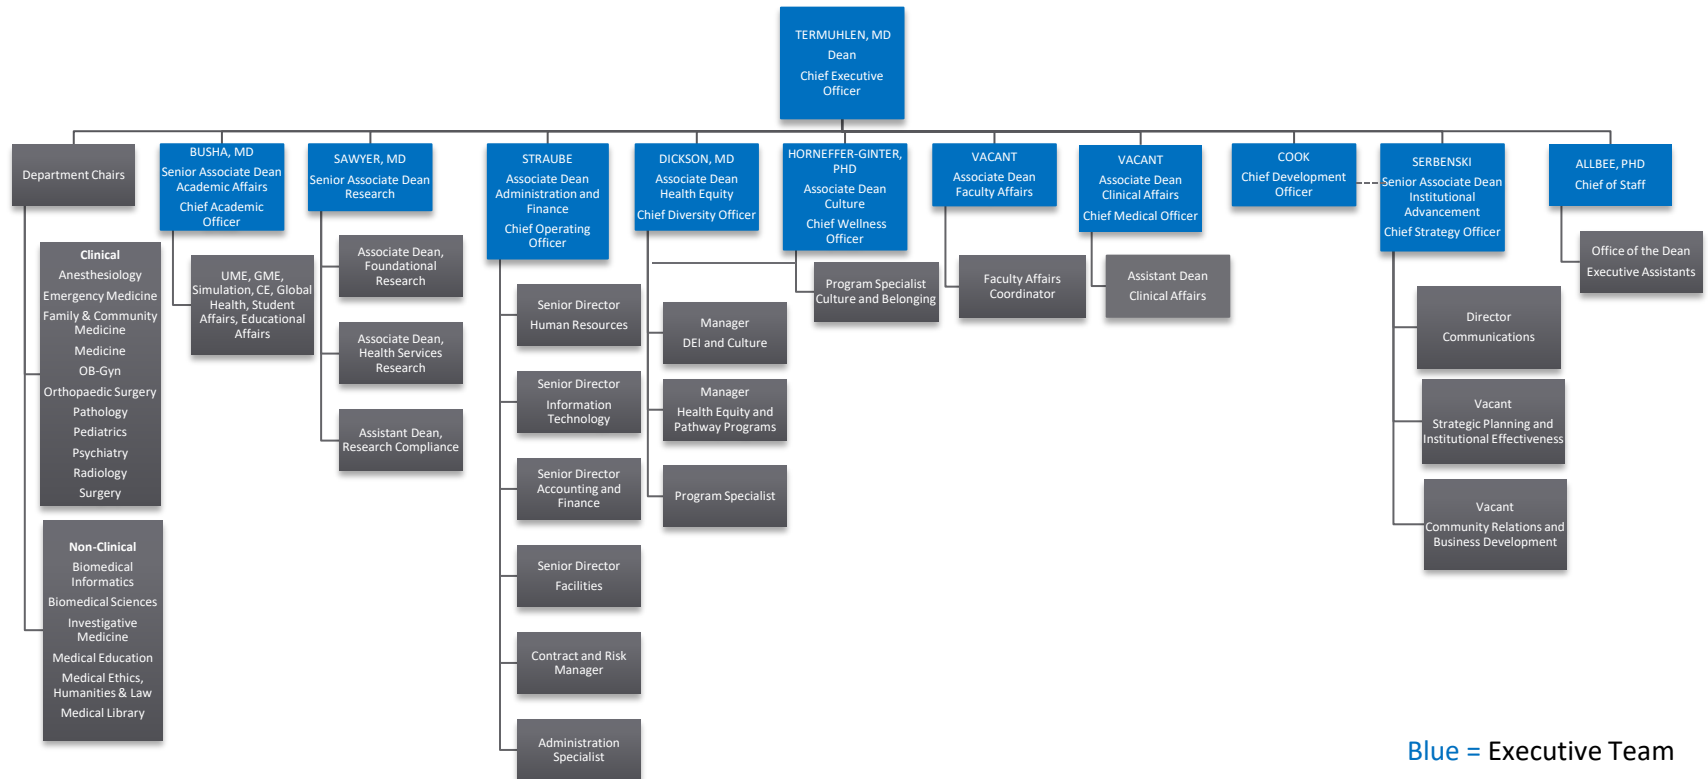 TERMUHLEN, MD
Dean
Chief Executive
Officer
Department Chairs
BUSHA, MD
Senior Associate Dean
Academic Affairs
Chief Academic
Officer
SAWYER, MD
Senior Associate Dean
Research
STRAUBE
Associate Dean
Administration and
Finance
Chief Operating
Officer
DICKSON, MD
Associate Dean
Health Equity
Chief Diversity Officer
HORNEFFER-GINTER,
PHD
Associate Dean
Culture
Chief Wellness
Officer
VACANT
Associate Dean
Faculty Affairs
VACANT
Associate Dean
Clinical Affairs
Chief Medical Officer
COOK
Chief Development
Officer
SERBENSKI
Senior Associate Dean
Institutional
Advancement
Chief Strategy Officer
ALLBEE, PHD
Chief of Staff
Clinical
Anesthesiology
Emergency Medicine
Family & Community
Medicine
Medicine
OB-Gyn
Orthopaedic Surgery
Pathology
Pediatrics
Psychiatry
Radiology
Surgery
Non-Clinical
Biomedical
Informatics
Biomedical Sciences
Investigative
Medicine
Medical Education
Medical Ethics,
Humanities & Law
Medical Library
UME, GME,
Simulation, CE, Global
Health, Student
Affairs, Educational
Affairs
Associate Dean,
Foundational
Research
Associate Dean,
Health Services
Research
Assistant Dean,
Research Compliance
Senior Director
Human Resources
Senior Director
Information
Technology
Senior Director
Accounting and
Finance
Senior Director
Facilities
Contract and Risk
Manager
Administration
Specialist
Manager
DEI and Culture
Manager
Health Equity and
Pathway Programs
Program Specialist
Program Specialist
Culture and Belonging
Faculty Affairs
Coordinator
Assistant Dean
Clinical Affairs
Director
Communications
Vacant
Strategic Planning and
Institutional Effectiveness
Vacant
Community Relations and
Business Development
Office of the Dean
Executive Assistants
Blue = Executive Team